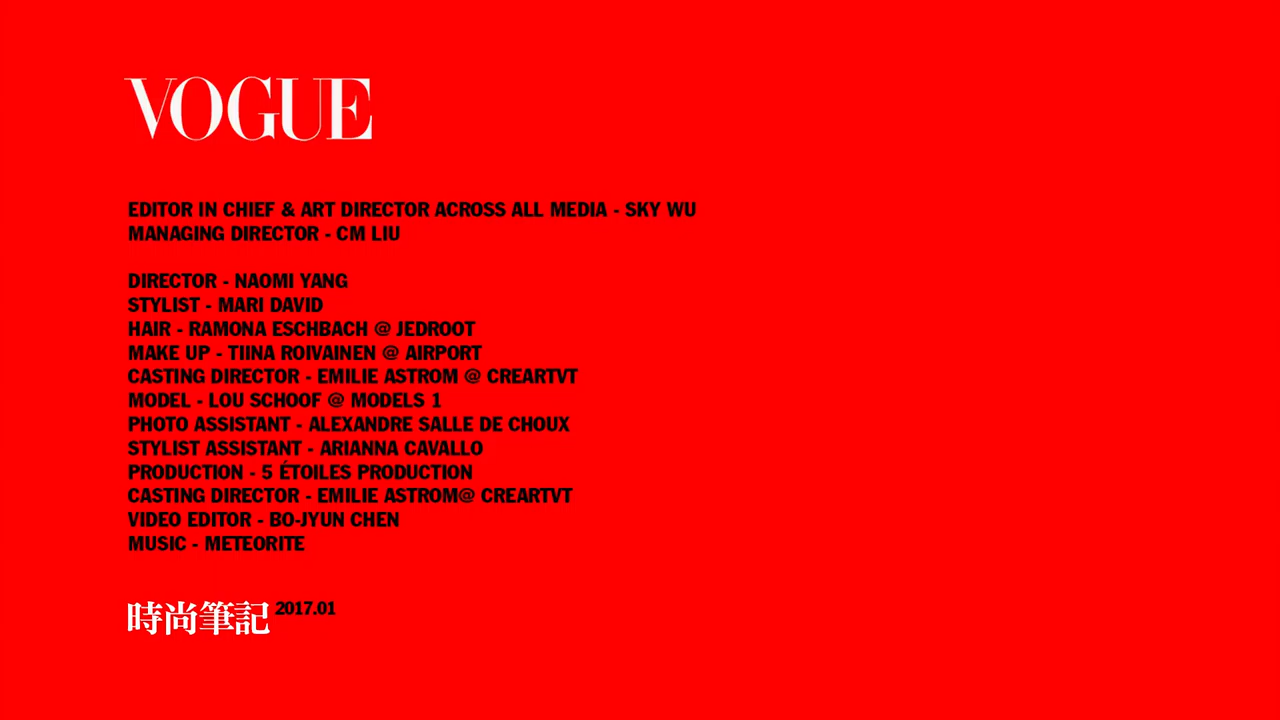 VOGUE
EDITOR IN CHIEF & ART DIRECTOR ACROSS ALL MEDIA - SKY WU
MANAGING DIRECTOR - CM LIU
DIRECTOR - NAOMI YANG
STYLIST - MARI DAVID
HAIR - RAMONA ESCHBACH @ JEDROOT
MAKE UP - TIINA ROIVAINEN @ AIRPORT
CASTING DIRECTOR - EMILIE ASTROM @ CREARTVT
MODEL - LOU SCHOOF @ MODELS 1
PHOTO ASSISTANT - ALEXANDRE SALLE DE CHOUX
STYLIST ASSISTANT - ARIANNA CAVALLO
PRODUCTION - 5 ÉTOILES PRODUCTION
CASTING DIRECTOR - EMILIE ASTROM@ CREARTVT
VIDEO EDITOR - BO-JYUN CHEN
MUSIC - METEORITE
時尚筆記 2017.01